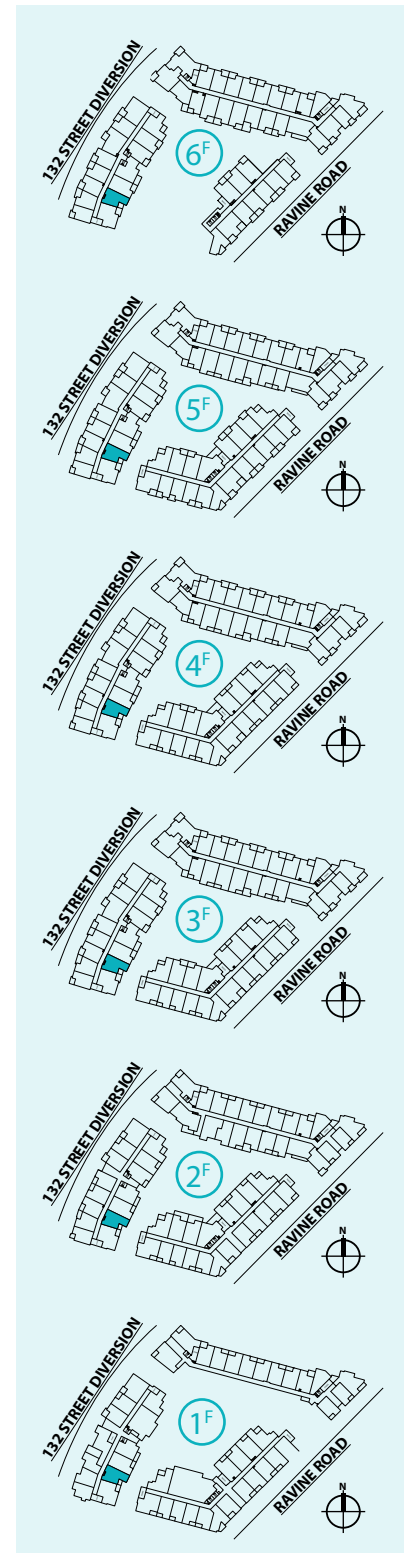 132 STREET DIVERSION
6F
RAVINE ROAD
N
132 STREET DIVERSION
5F
RAVINE ROAD
N
132 STREET DIVERSION
4F
RAVINE ROAD
N
132 STREET DIVERSION
3F
RAVINE ROAD
N
132 STREET DIVERSION
2F
RAVINE ROAD
N
132 STREET DIVERSION
1F
RAVINE ROAD
N